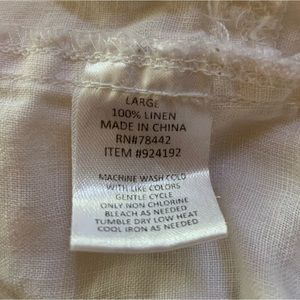 LARGE
100% LINEN
MADE IN CHINA
RN#78442
ITEM #924192
MACHINE WASH COLD
WITH LIKE COLORS
GENTLE CYCLE
ONLY NON CHLORINE
BLEACH AS NEEDED
TUMBLE DRY LOW HEAT
COOL IRON AS NEEDED